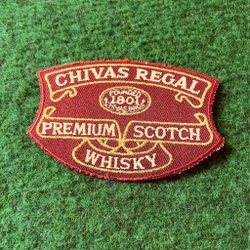 CHIVAS REGAL
FOUNDED
1801
PREMIUM SCOTCH
WHISKY